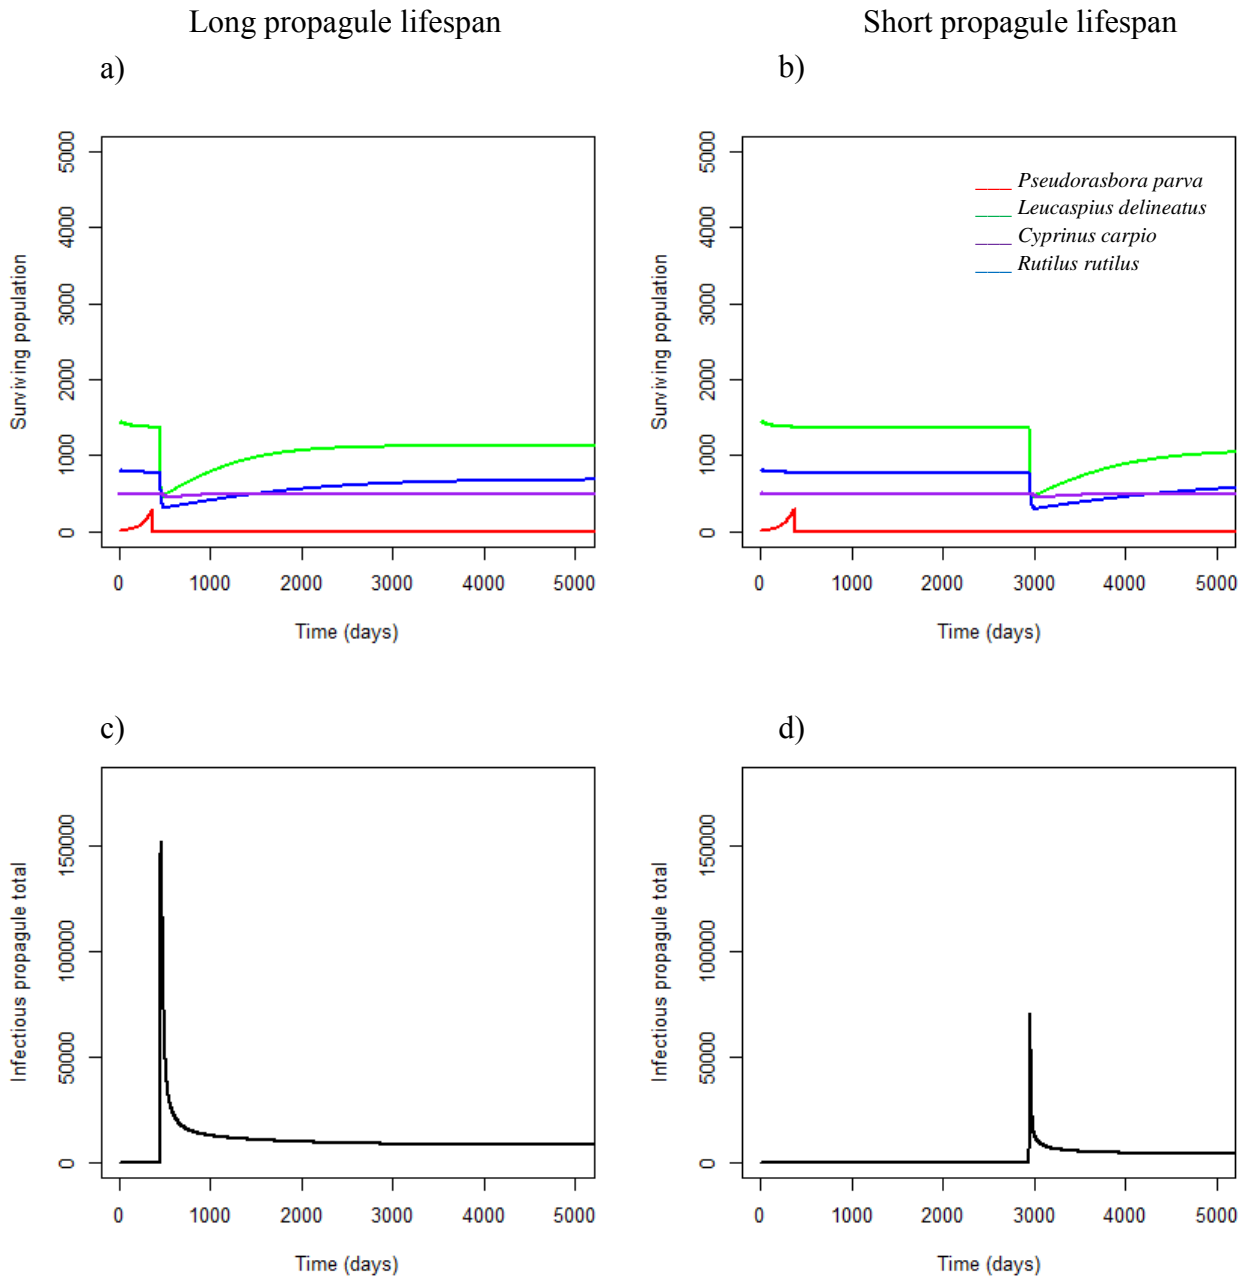 Long propagule lifespan
Short propagule lifespan
a)
b)
5000
4000
3000
2000
1000
0
Surviving population
0 1000 2000 3000 4000 5000
Time (days)
5000
4000
3000
2000
1000
0
Surviving population
Pseudorasbora parva
Leucaspius delineatus
Cyprinus carpio
Rutilus rutilus
0 1000 2000 3000 4000 5000
Time (days)
c)
d)
150000
100000
50000
0
Infectious propagule total
0 1000 2000 3000 4000 5000
Time (days)
150000
100000
50000
0
Infectious propagule total
0 1000 2000 3000 4000 5000
Time (days)